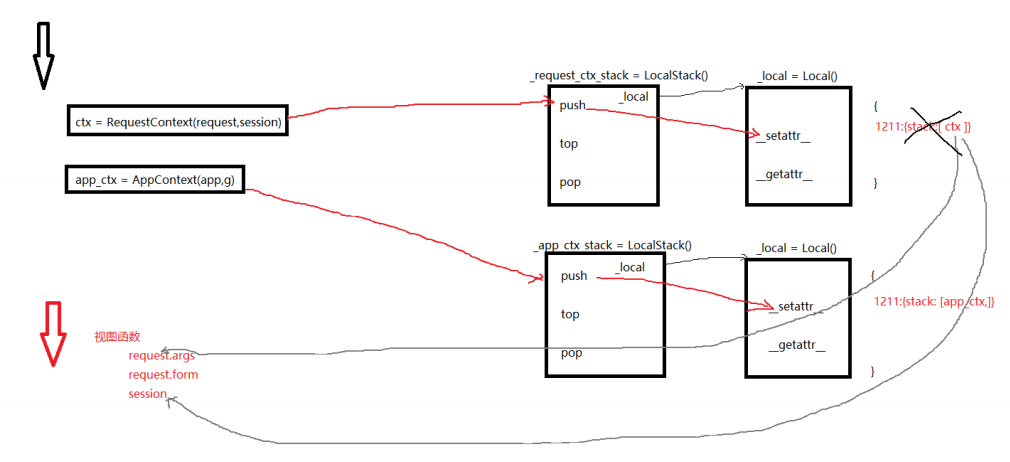 _request_ctx_stack = LocalStack()
_local = Local()
ctx = RequestContext(request,session)
push
_local
top
pop
__setattr__
__getattr__
{
1211:{stack:[ ctx ]}
}
app_ctx = AppContext(app,g)
_app_ctx_stack = LocalStack()
_local = Local()
push
_local
top
pop
__setattr__
__getattr__
{
1211:{stack: [app_ctx,]}
}
视图函数
request.args
request.form
session